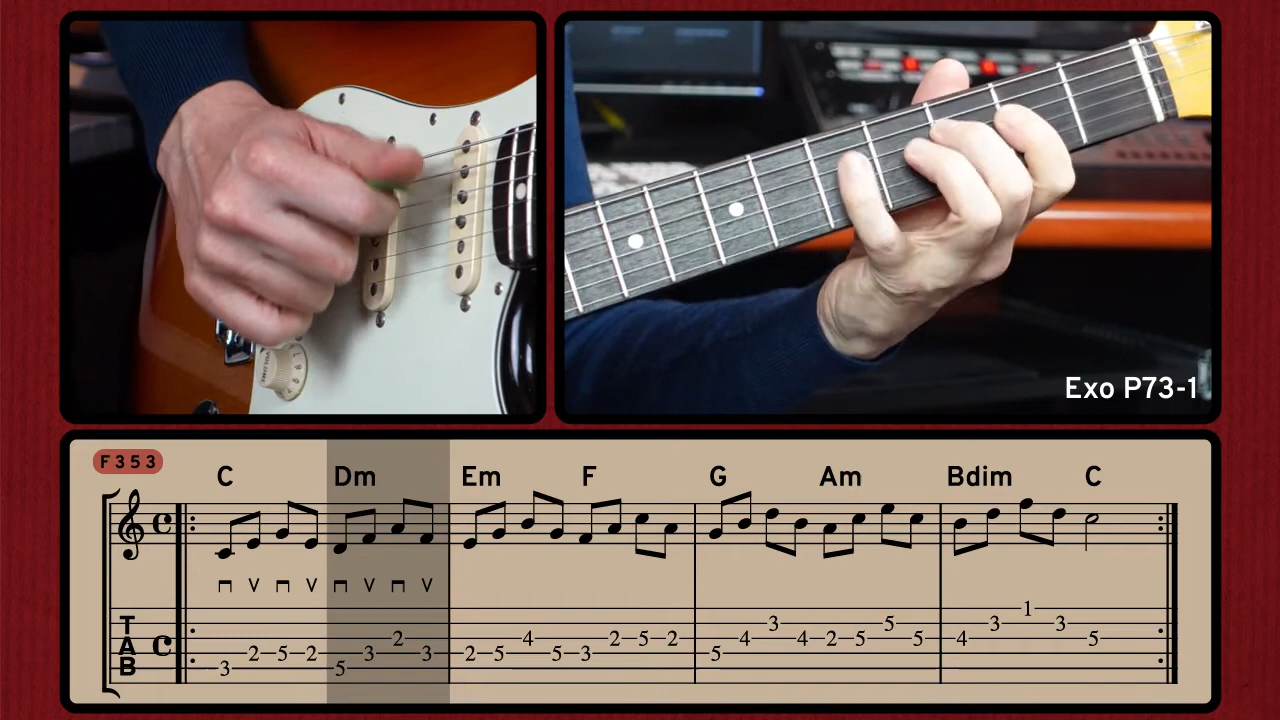 Exo P73-1
F 3 5 3
C Dm Em F G Am Bdim C
T
A
B
1
3 3 5
2 4 2 5 2 4 4 2 5 5 4 5
2 5 2 3 3 2 5 5 3 5
3 5